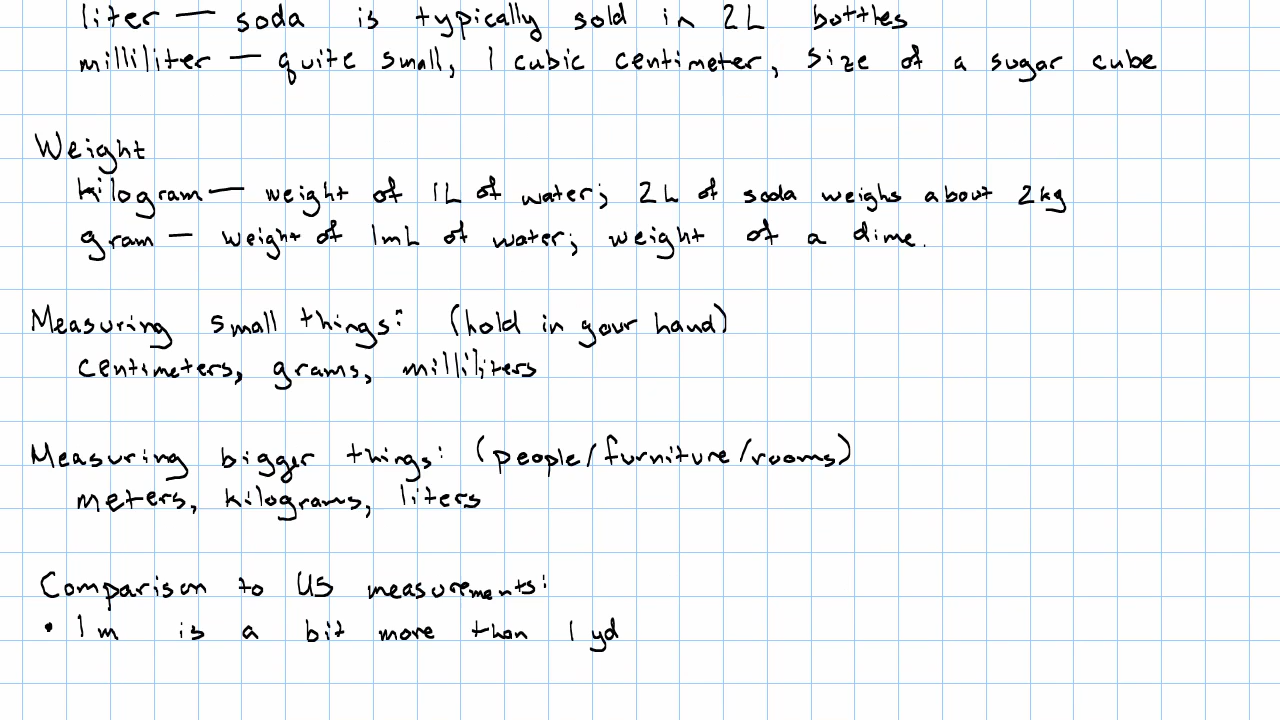 liter — soda is typically sold in 2L bottles
milliliter — quite small, 1 cubic centimeter, size of a sugar cube
Weight
kilogram — weight of 1L of water; 2L of soda weighs about 2kg
gram — weight of 1mL of water; weight of a dime.
Measuring small things: (hold in your hand)
centimeters, grams, milliliters
Measuring bigger things: (people/furniture/rooms)
meters, kilograms, liters
Comparison to US measurements:
• 1 m is a bit more than 1 yd